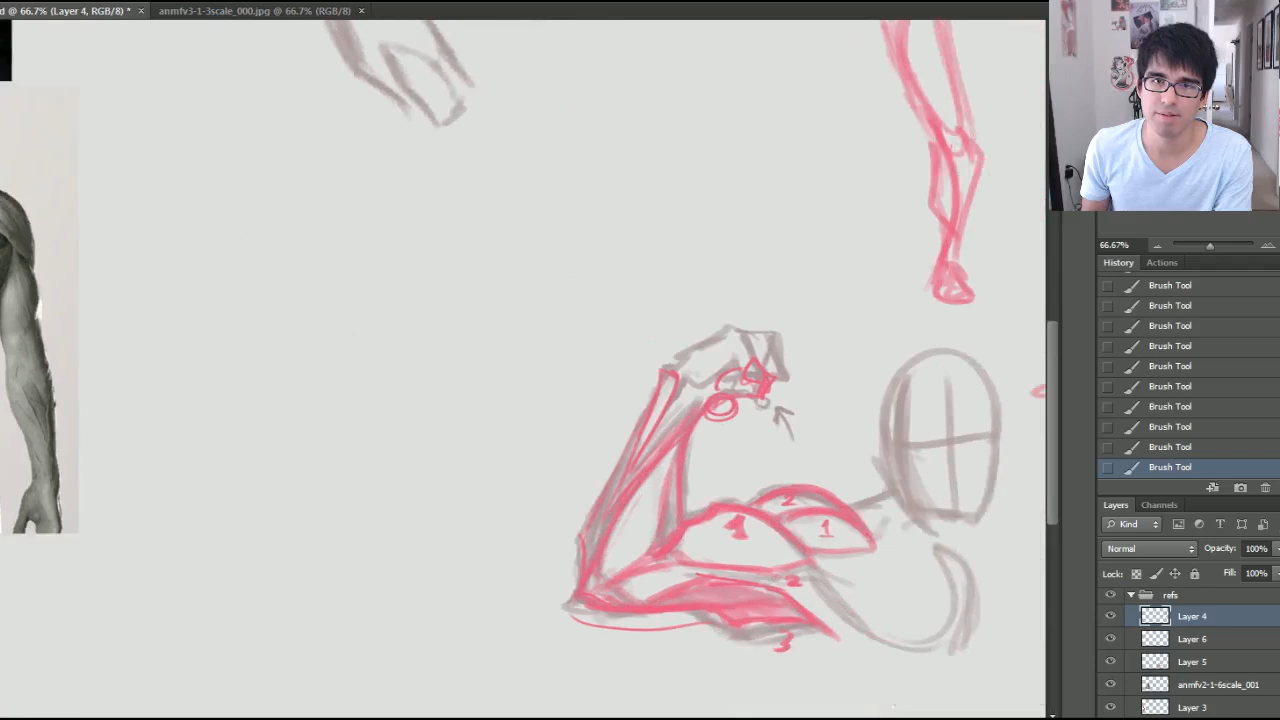 d @ 66.7% (Layer 4, RGB/8) * ×
anmfv3-1-3scale_000.jpg @ 66.7% (RGB/8) ×
66.67%
History Actions
Brush Tool
Brush Tool
Brush Tool
Brush Tool
Brush Tool
Brush Tool
Brush Tool
Brush Tool
Brush Tool
Brush Tool
Layers Channels
Kind
Normal Opacity: 100%
Lock: Fill: 100%
refs
Layer 4
Layer 6
Layer 5
anmfv2-1-6scale_001
Layer 3
2
1
1
2
3